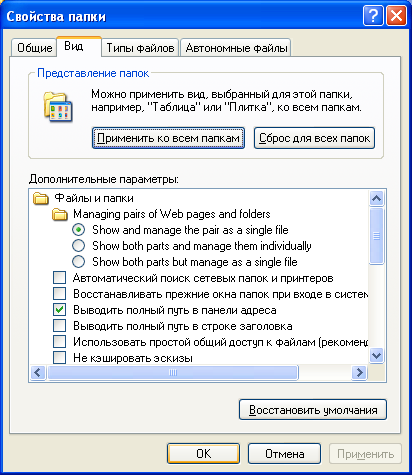 Свойства папки
Общие Вид Типы файлов Автономные файлы
Представление папок
Можно применить вид, выбранный для этой папки,
например, "Таблица" или "Плитка", ко всем папкам.
Применить ко всем папкам Сброс для всех папок
Дополнительные параметры:
Файлы и папки
Managing pairs of Web pages and folders
Show and manage the pair as a single file
Show both parts and manage them individually
Show both parts but manage as a single file
Автоматический поиск сетевых папок и принтеров
Восстанавливать прежние окна папок при входе в систем
Выводить полный путь в панели адреса
Выводить полный путь в строке заголовка
Использовать простой общий доступ к файлам (рекоменд
Не кэшировать эскизы
Восстановить умолчания
OK Отмена Применить